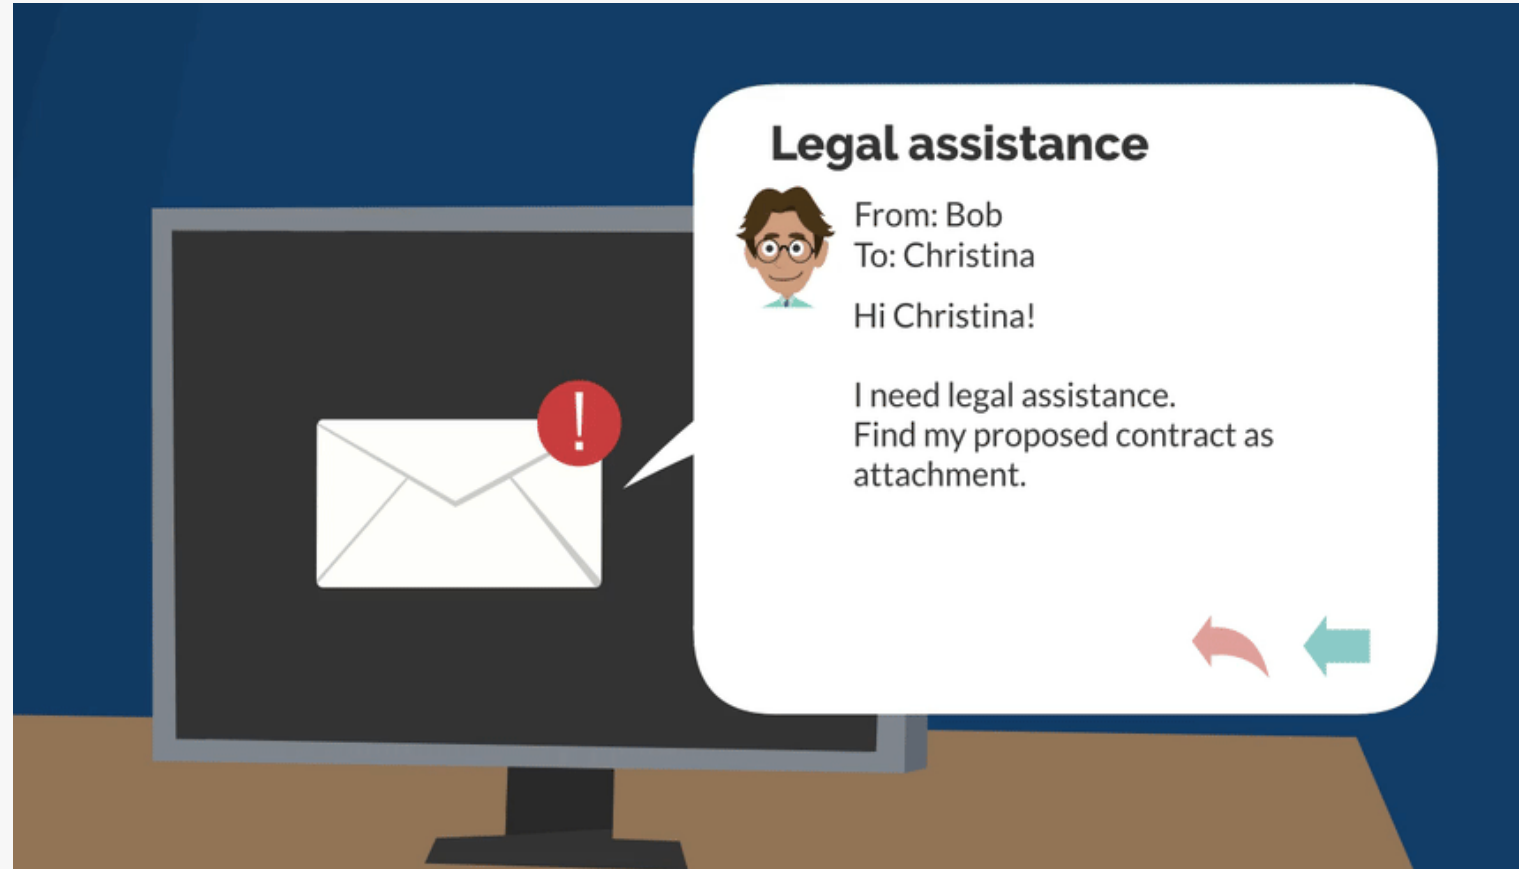 Legal assistance
From: Bob
To: Christina
Hi Christina!
I need legal assistance.
Find my proposed contract as
attachment.
!